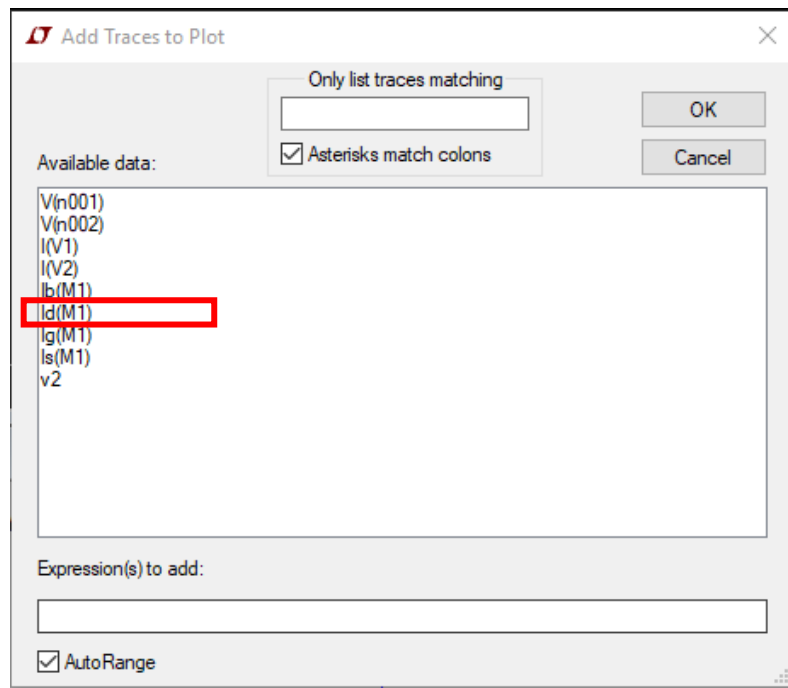 Add Traces to Plot
Only list traces matching
OK
Asterisks match colons
Cancel
Available data:
V(n001)
V(n002)
I(V1)
I(V2)
Ib(M1)
Id(M1)
Ig(M1)
Is(M1)
v2
Expression(s) to add:
AutoRange